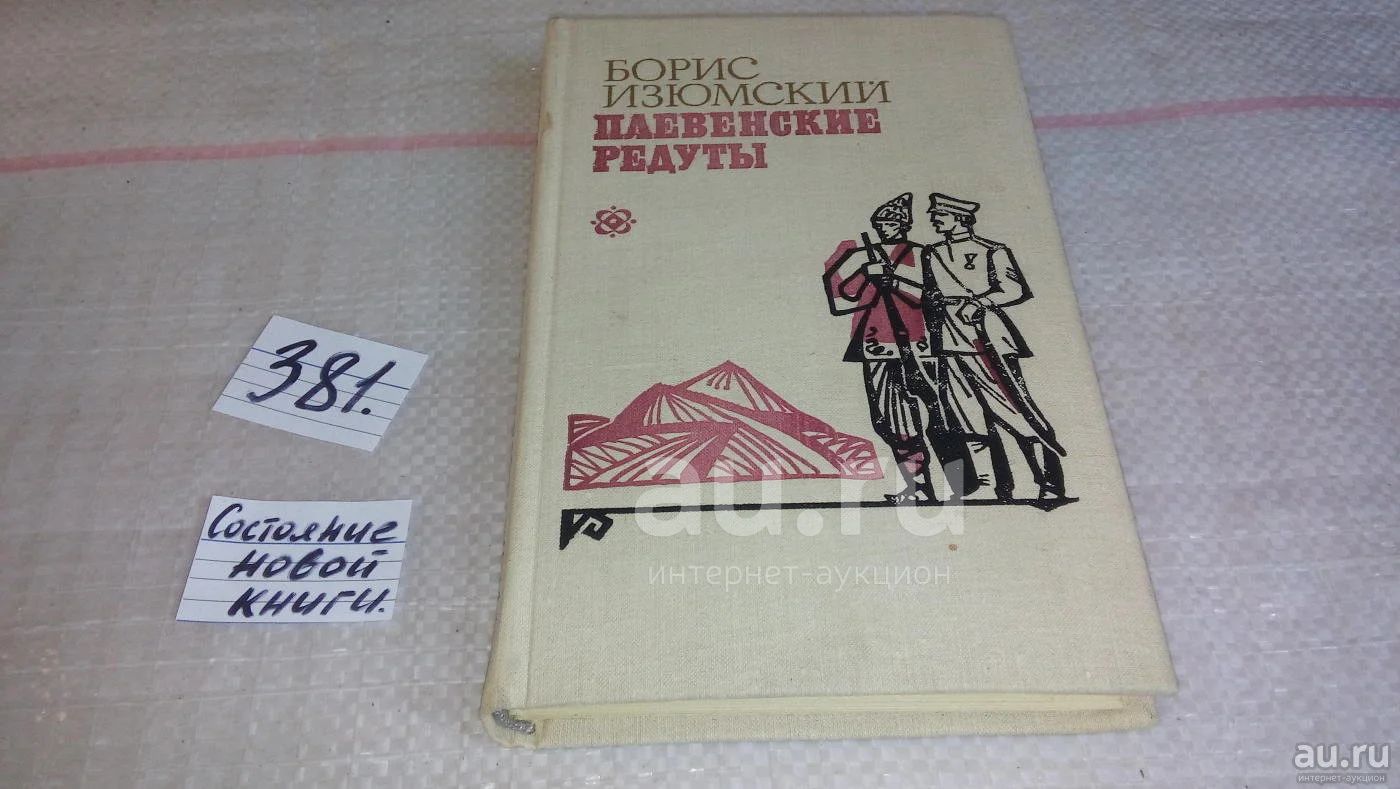 БОРИС
ИЗЮМСКИЙ
ПЛЕВЕНСКИЕ
РЕДУТЫ
381.
Состояние
новой
книги.
au.ru
интернет-аукцион
au.ru
интернет-аукцион